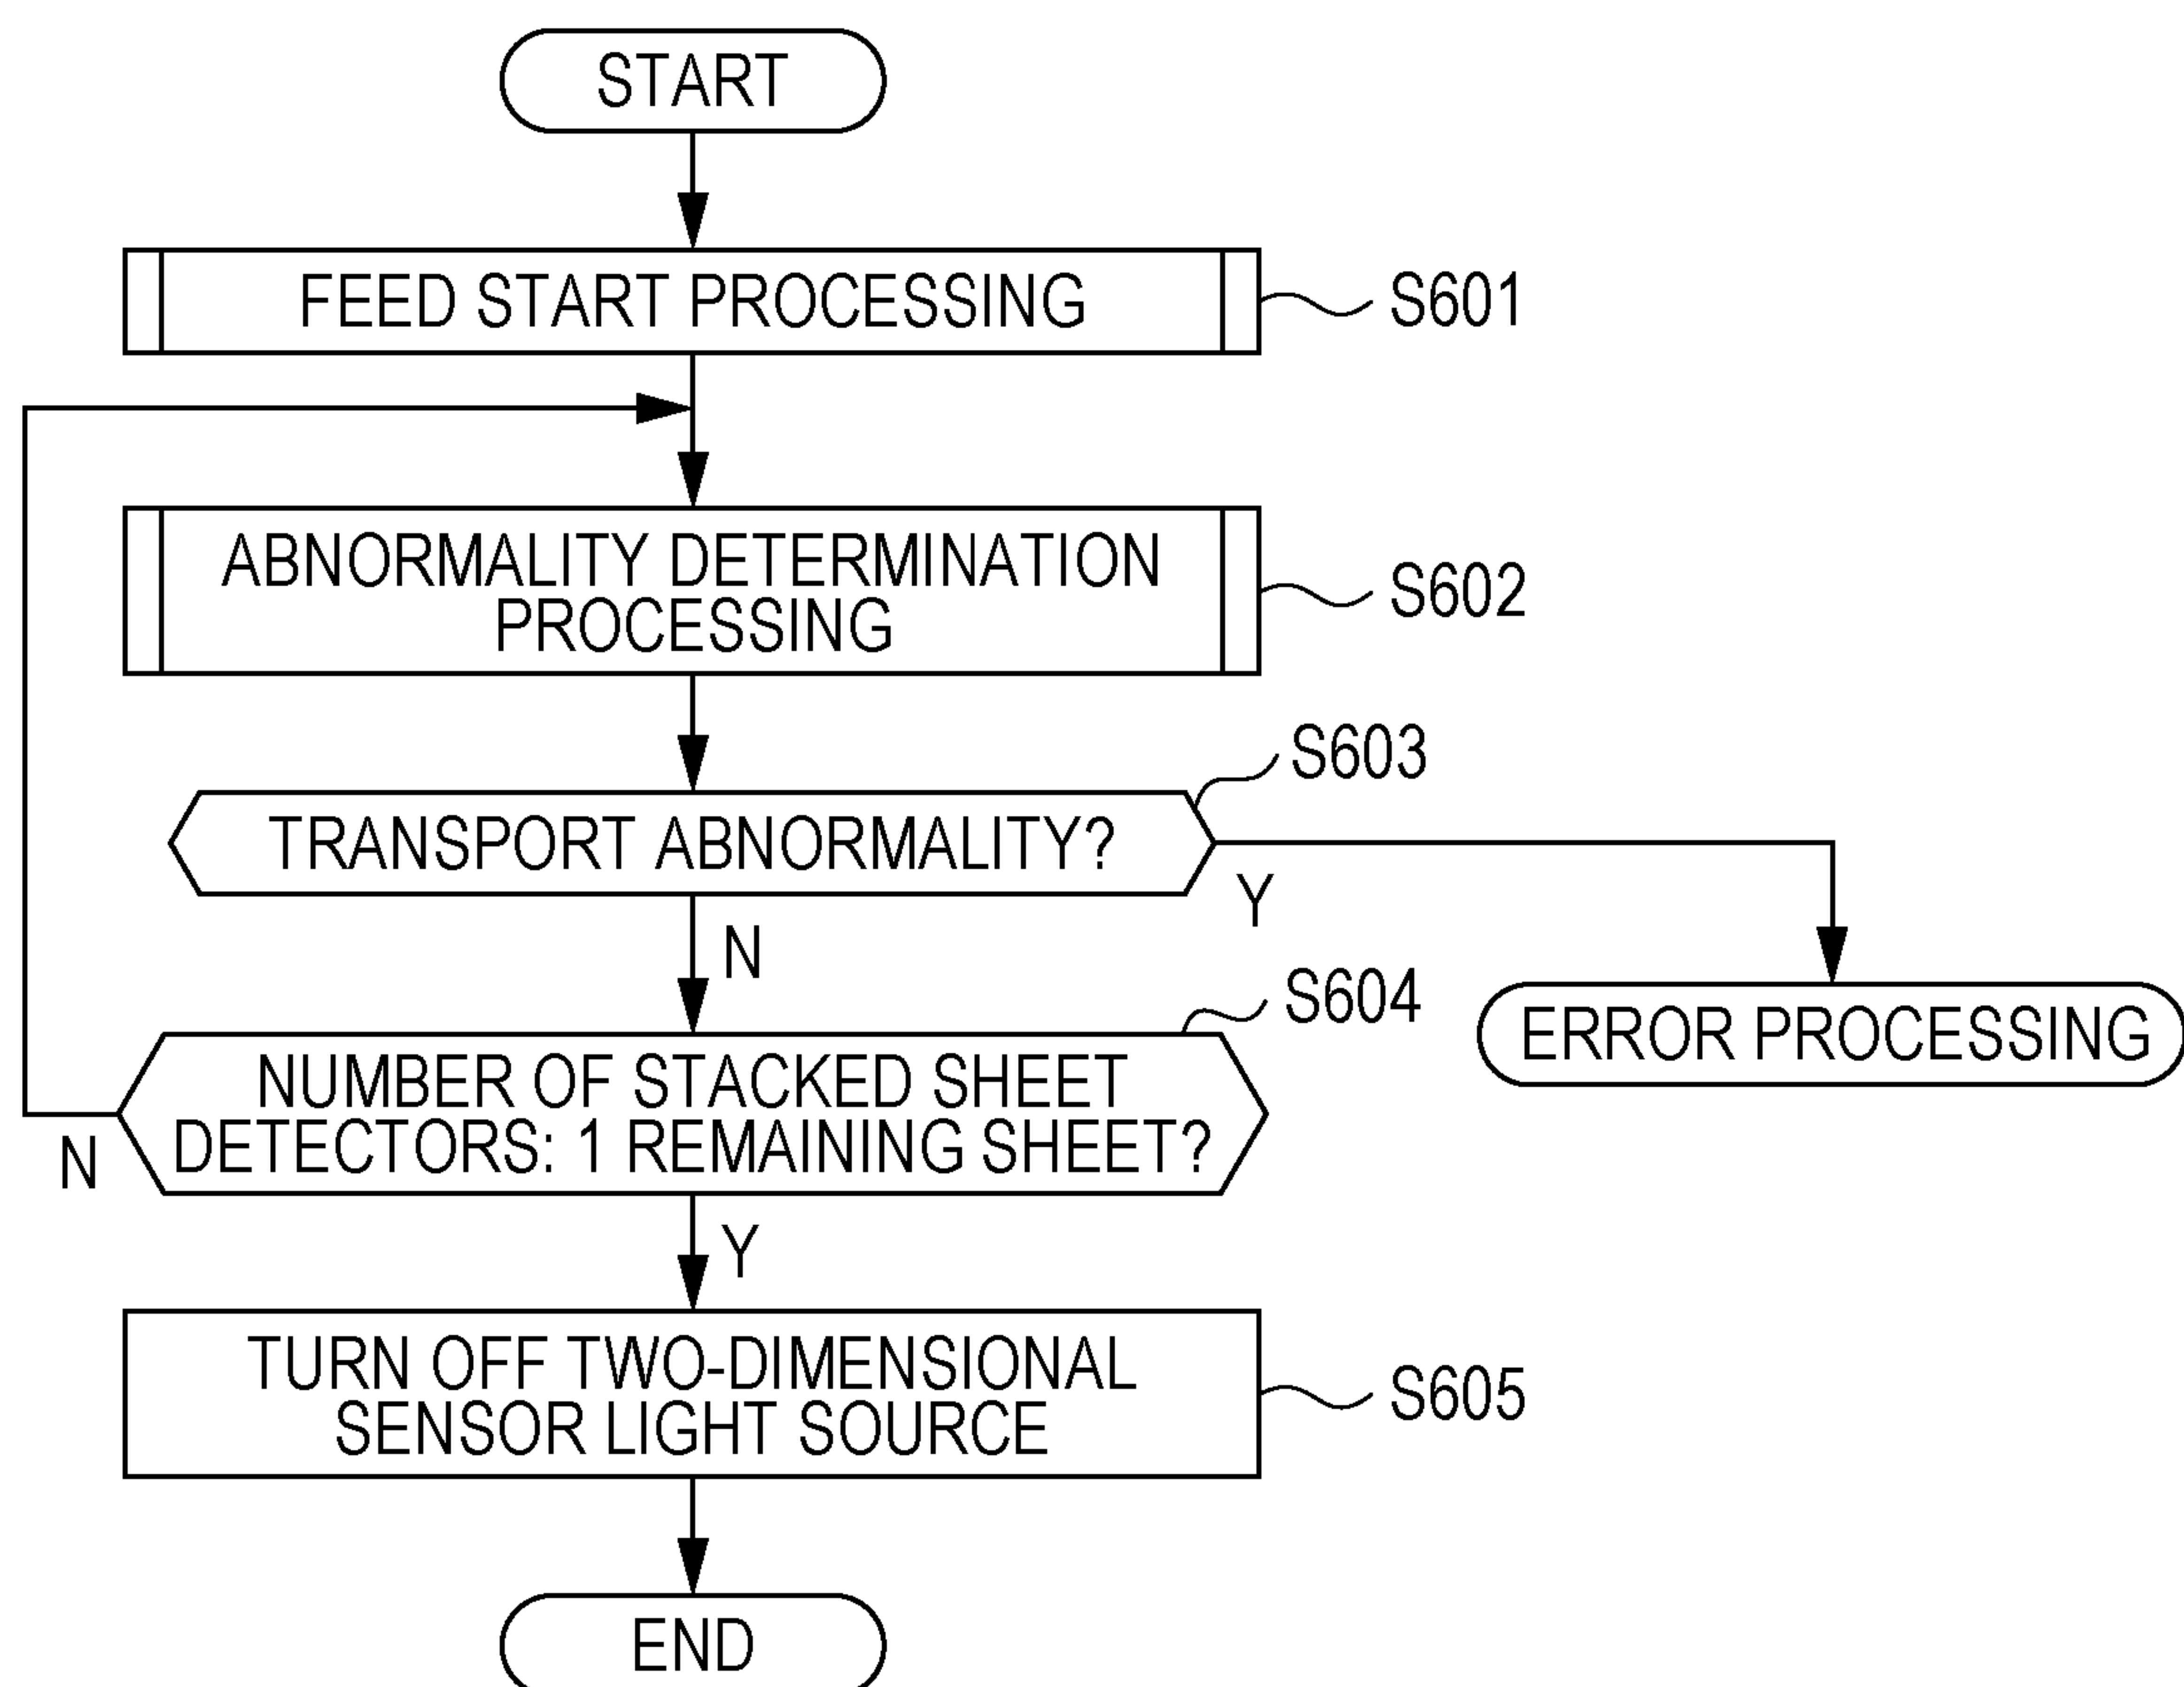 START
FEED START PROCESSING
S601
ABNORMALITY DETERMINATION
PROCESSING
S602
S603
TRANSPORT ABNORMALITY?
Y
N
S604
ERROR PROCESSING
NUMBER OF STACKED SHEET
DETECTORS: 1 REMAINING SHEET?
N
Y
TURN OFF TWO-DIMENSIONAL
SENSOR LIGHT SOURCE
S605
END